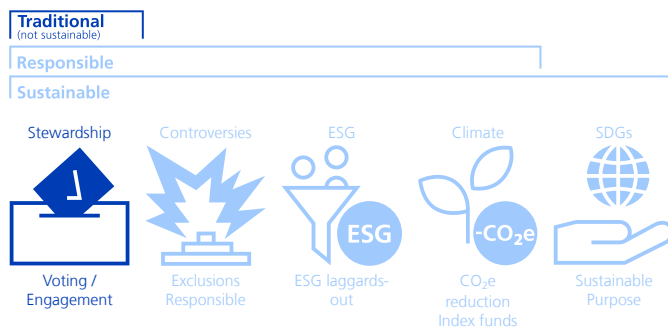 Traditional
(not sustainable)
Responsible
Sustainable
Stewardship
Controversies
ESG
Climate
SDGs
ESG
-CO₂e
Voting /
Engagement
Exclusions
Responsible
ESG laggards-
out
CO₂e
reduction
Index funds
Sustainable
Purpose